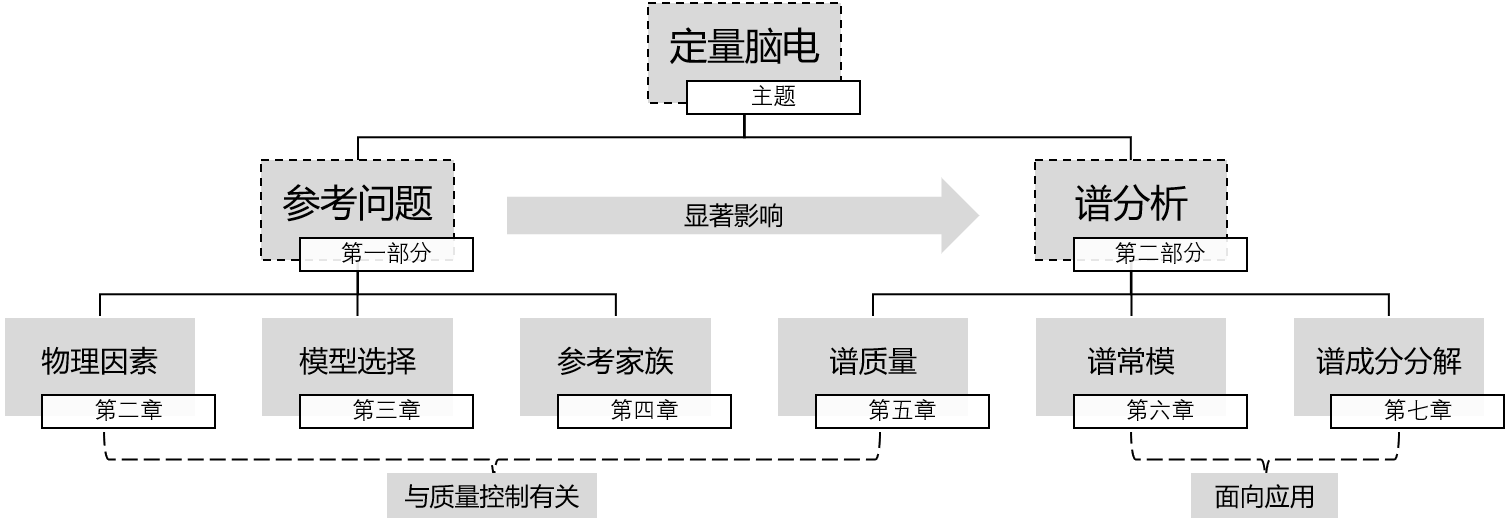 定量脑电
主题
参考问题
第一部分
显著影响
谱分析
第二部分
物理因素
第二章
模型选择
第三章
参考家族
第四章
谱质量
第五章
谱常模
第六章
谱成分分解
第七章
与质量控制有关
面向应用